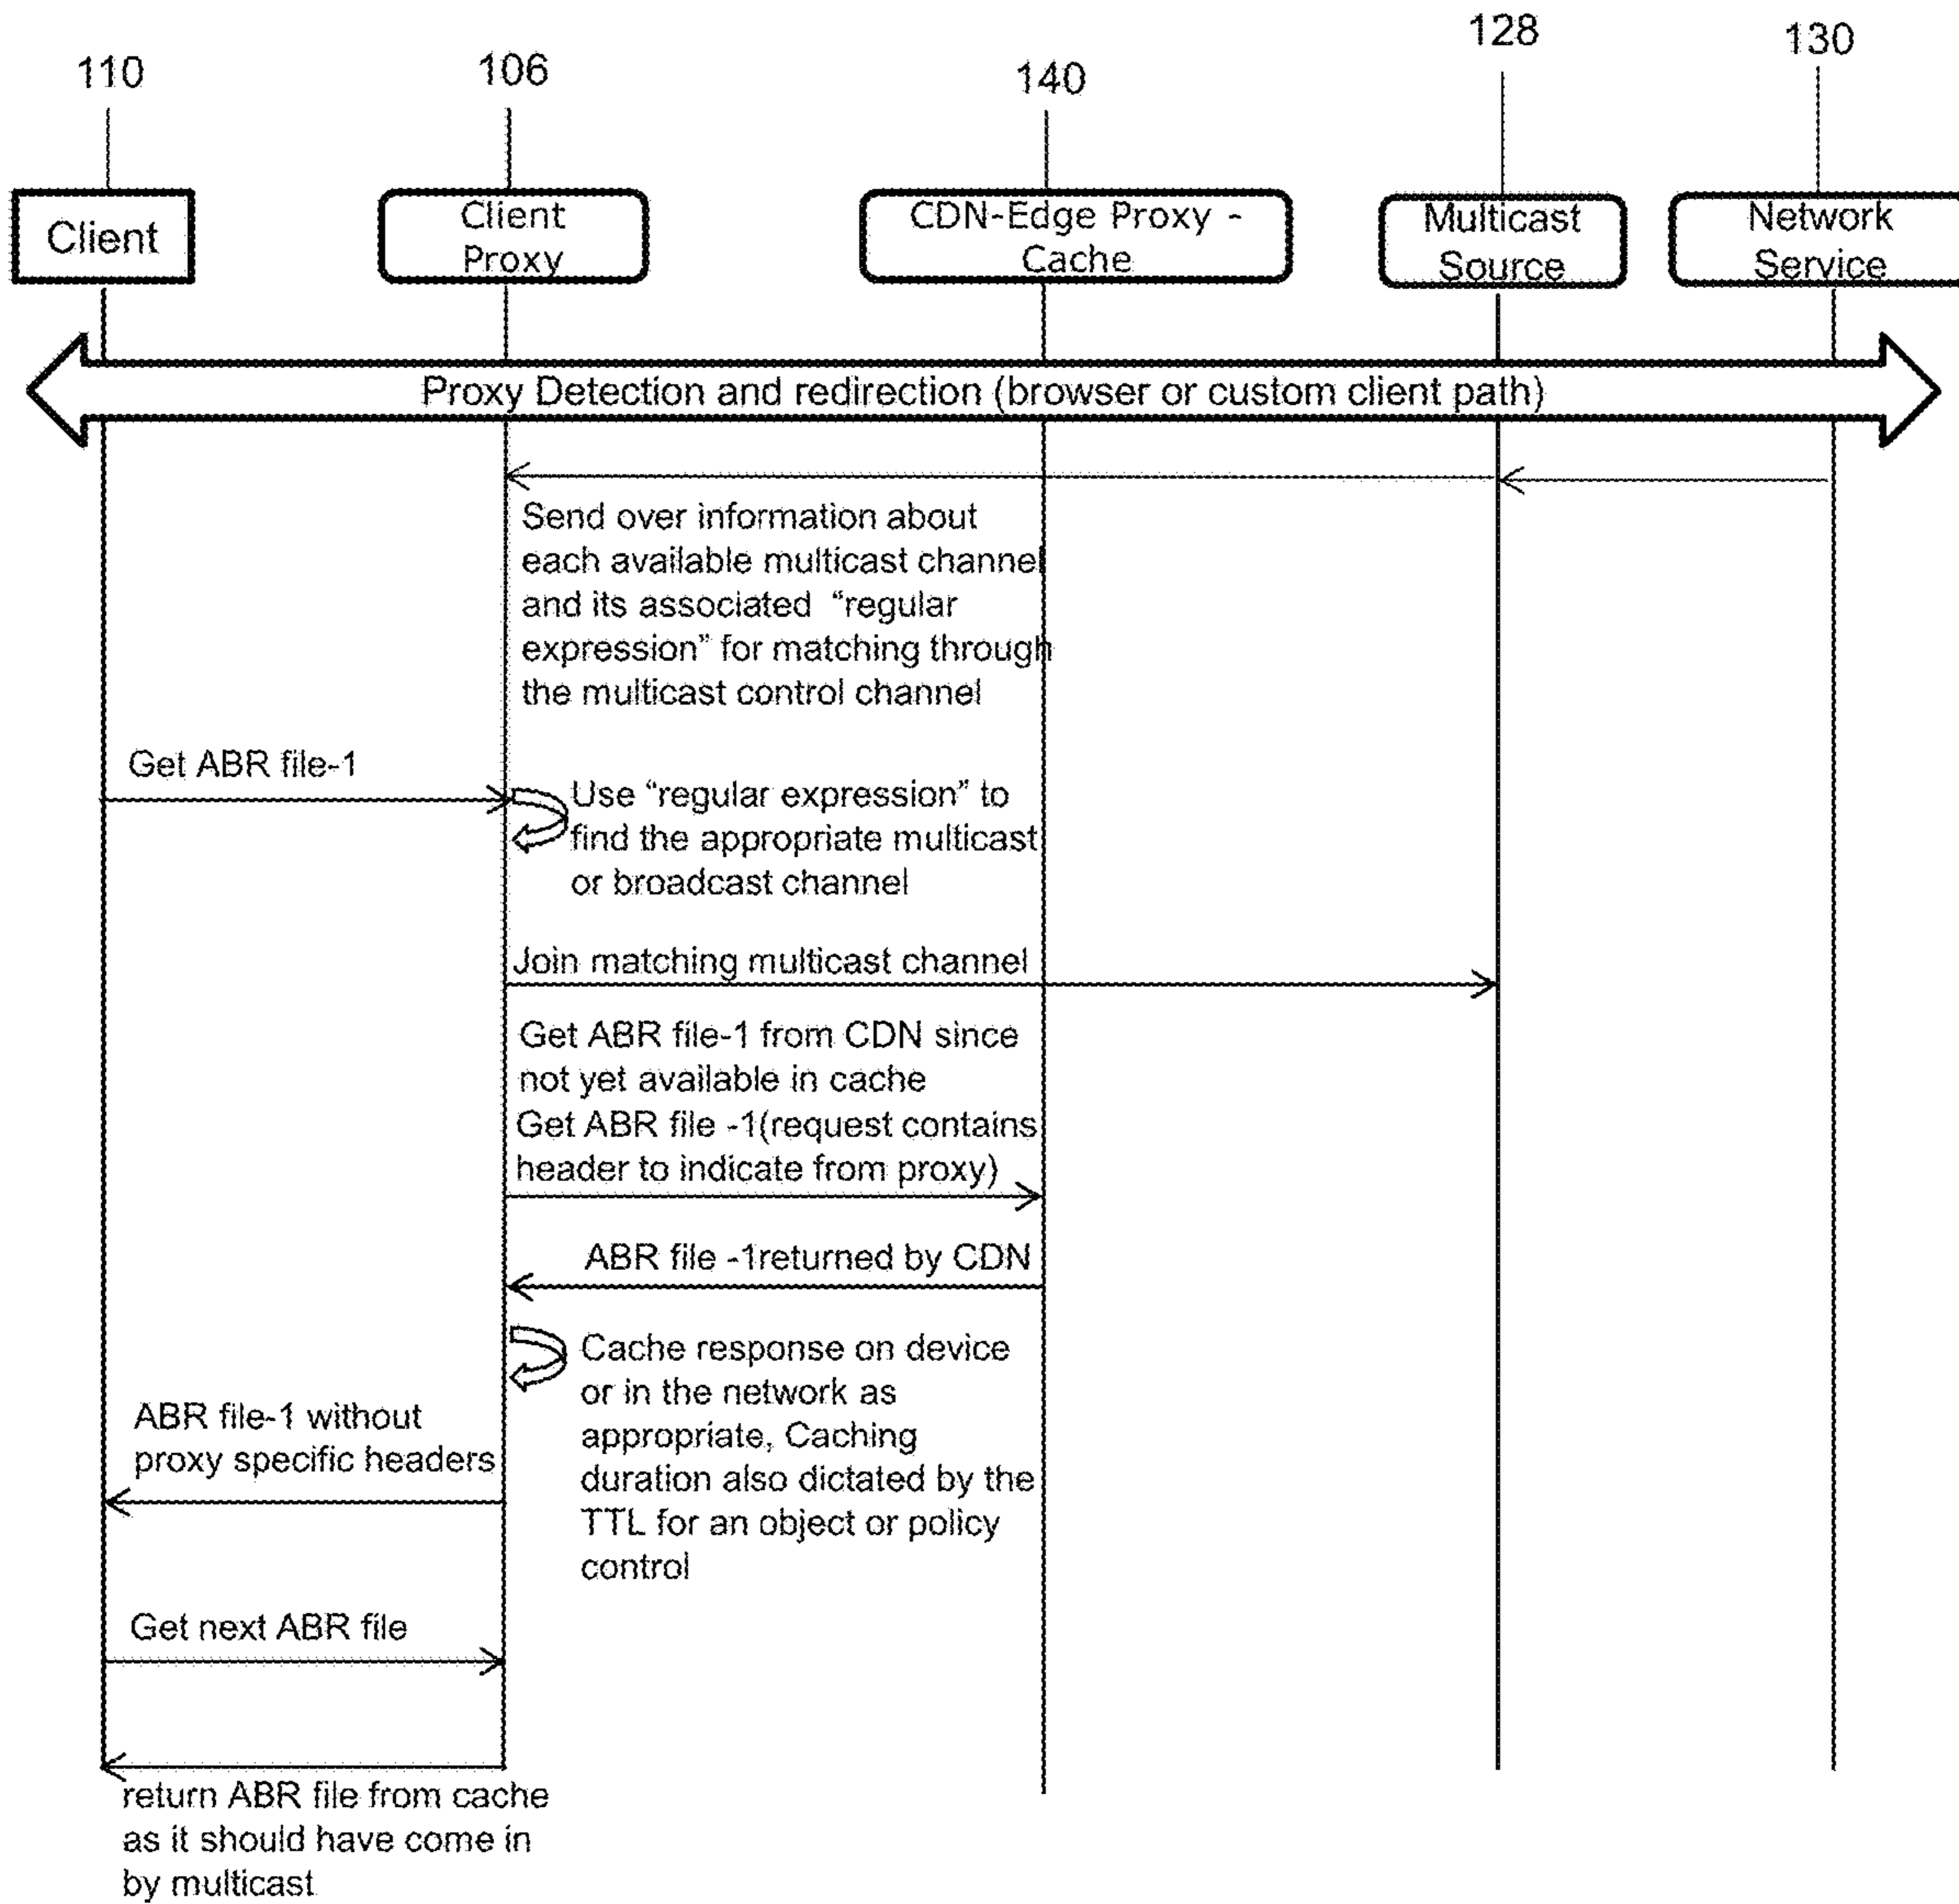 110
106
140
128
130
Client
Client
Proxy
CDN-Edge Proxy -
Cache
Multicast
Source
Network
Service
Proxy Detection and redirection (browser or custom client path)
Send over information about
each available multicast channel
and its associated “regular
expression” for matching through
the multicast control channel
Get ABR file-1
Use “regular expression” to
find the appropriate multicast
or broadcast channel
Join matching multicast channel
Get ABR file-1 from CDN since
not yet available in cache
Get ABR file -1(request contains
header to indicate from proxy)
ABR file -1returned by CDN
Cache response on device
or in the network as
appropriate, Caching
duration also dictated by the
TTL for an object or policy
control
ABR file-1 without
proxy specific headers
Get next ABR file
return ABR file from cache
as it should have come in
by multicast